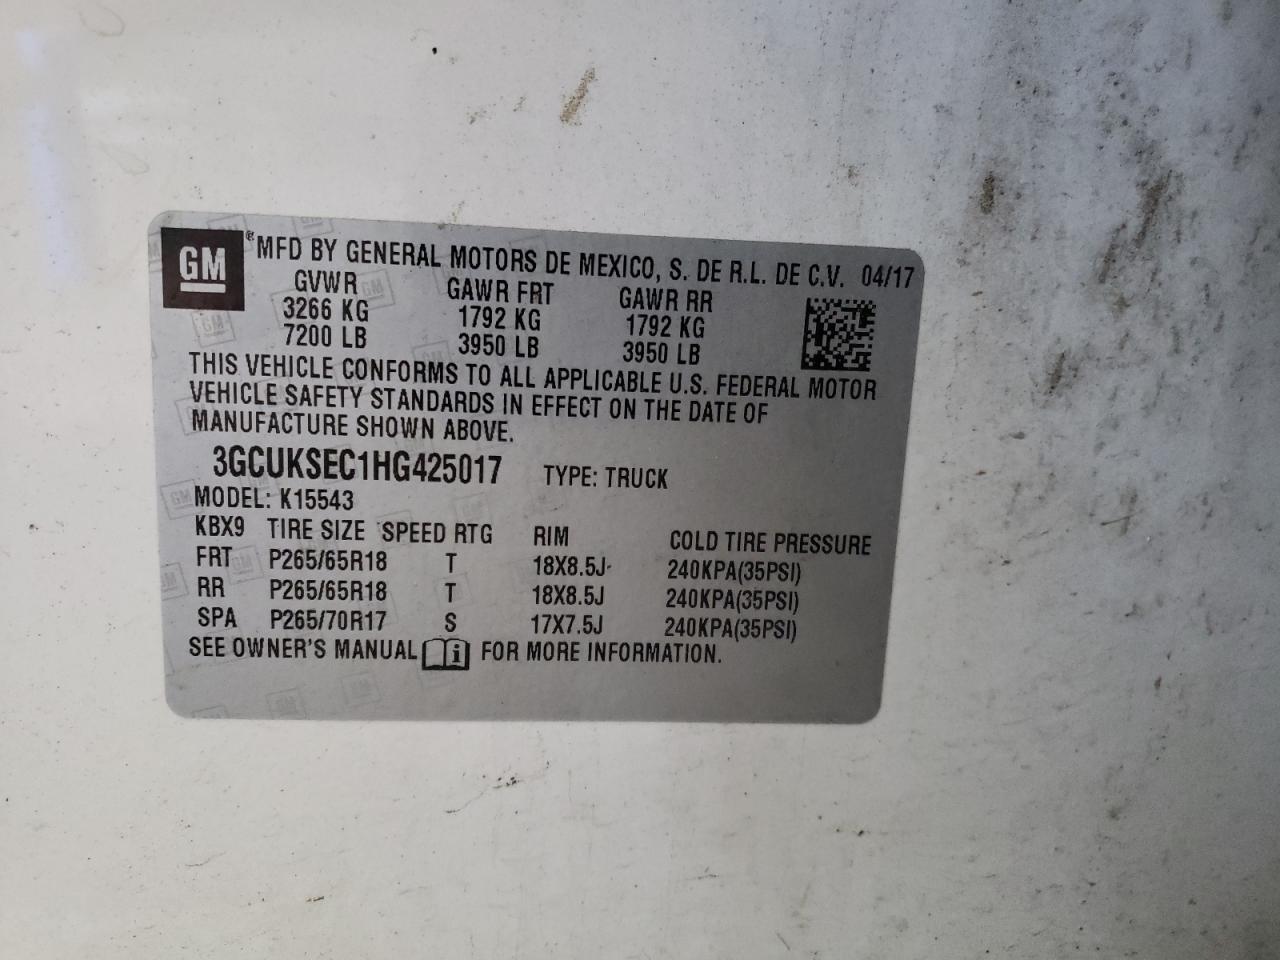 GM ® MFD BY GENERAL MOTORS DE MEXICO, S. DE R.L. DE C.V. 04/17
GVWR GAWR FRT GAWR RR
3266 KG 1792 KG 1792 KG
7200 LB 3950 LB 3950 LB
THIS VEHICLE CONFORMS TO ALL APPLICABLE U.S. FEDERAL MOTOR
VEHICLE SAFETY STANDARDS IN EFFECT ON THE DATE OF
MANUFACTURE SHOWN ABOVE.
3GCUKSEC1HG425017 TYPE: TRUCK
MODEL: K15543
KBX9 TIRE SIZE SPEED RTG RIM COLD TIRE PRESSURE
FRT P265/65R18 T 18X8.5J 240KPA(35PSI)
RR P265/65R18 T 18X8.5J 240KPA(35PSI)
SPA P265/70R17 S 17X7.5J 240KPA(35PSI)
SEE OWNER'S MANUAL i FOR MORE INFORMATION.